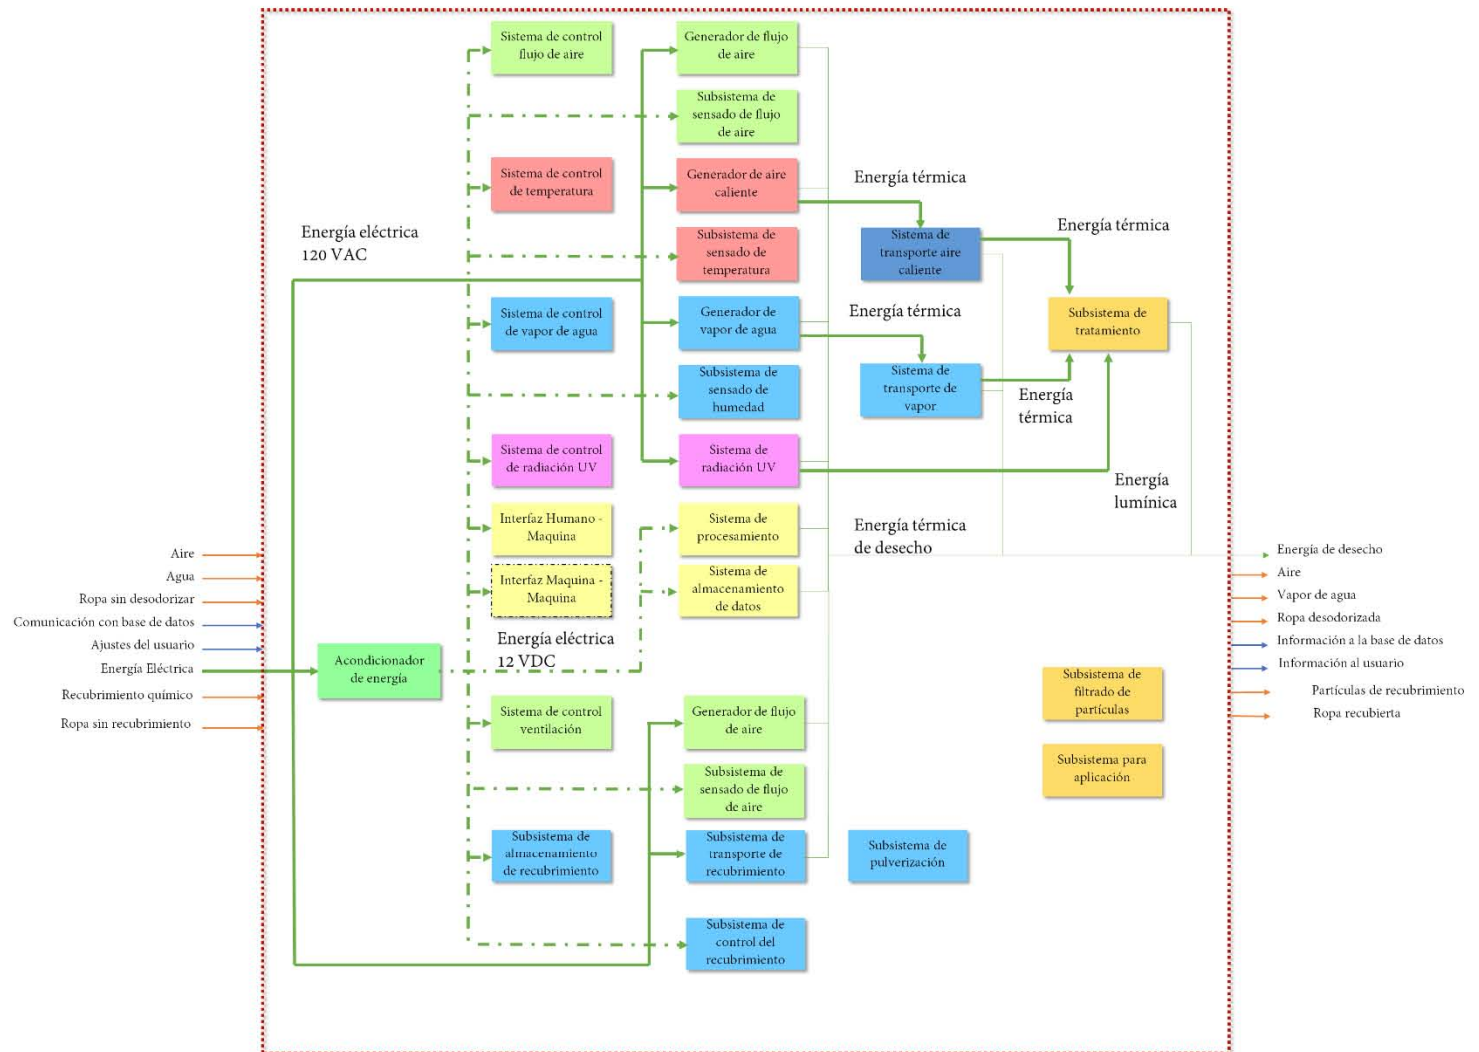 Sistema de control
flujo de aire
Generador de flujo
de aire
Subsistema de
sensado de flujo
de aire
Sistema de control
de temperatura
Generador de aire
caliente
Energía térmica
Energía eléctrica
120 VAC
Subsistema de
sensado de
temperatura
Sistema de
transporte aire
caliente
Energía térmica
Sistema de control
de vapor de agua
Generador de
vapor de agua
Energía térmica
Subsistema de
tratamiento
Subsistema de
sensado de
humedad
Sistema de
transporte de
vapor
Energía
térmica
Sistema de control
de radiación UV
Sistema de
radiación UV
Energía
lumínica
Interfaz Humano -
Maquina
Sistema de
procesamiento
Energía térmica
de desecho
Interfaz Maquina -
Maquina
Sistema de
almacenamiento
de datos
Energía eléctrica
12 VDC
Aire
Agua
Ropa sin desodorizar
Comunicación con base de datos
Ajustes del usuario
Energía Eléctrica
Recubrimiento químico
Ropa sin recubrimiento
Acondicionador
de energía
Energía de desecho
Aire
Vapor de agua
Ropa desodorizada
Información a la base de datos
Información al usuario
Partículas de recubrimiento
Ropa recubierta
Subsistema de
filtrado de
partículas
Sistema de control
ventilación
Generador de flujo
de aire
Subsistema para
aplicación
Subsistema de
sensado de flujo
de aire
Subsistema de
almacenamiento
de recubrimiento
Subsistema de
transporte de
recubrimiento
Subsistema de
pulverización
Subsistema de
control del
recubrimiento